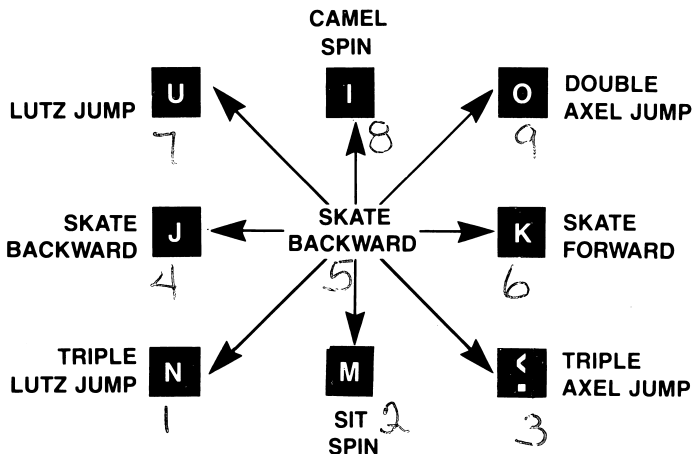 CAMEL
SPIN
U
I
O
LUTZ JUMP
DOUBLE
AXEL JUMP
7
8
9
SKATE
BACKWARD
J
SKATE
BACKWARD
K
SKATE
FORWARD
4
5
6
TRIPLE
LUTZ JUMP
N
M
<
.
TRIPLE
AXEL JUMP
1
SIT
SPIN
2
3